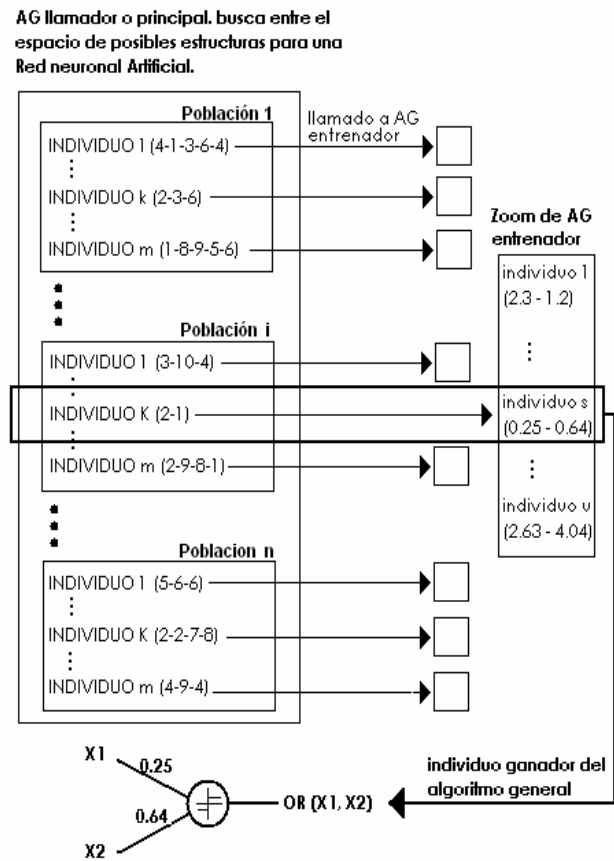 AG llamador o principal. busca entre el
espacio de posibles estructuras para una
Red neuronal Artificial.
Población 1
INDIVIDUO 1 (4-1-3-6-4)
INDIVIDUO k (2-3-6)
INDIVIDUO m (1-8-9-5-6)
llamado a AG
entrenador
Zoom de AG
entrenador
individuo 1
(2.3 - 1.2)
Población i
INDIVIDUO 1 (3-10-4)
INDIVIDUO K (2-1)
INDIVIDUO m (2-9-8-1)
individuo s
(0.25 - 0.64)
individuo u
(2.63 - 4.04)
Poblacion n
INDIVIDUO 1 (5-6-6)
INDIVIDUO K (2-2-7-8)
INDIVIDUO m (4-9-4)
X1
0.25
0.64
X2
OR (X1, X2)
individuo ganador del
algoritmo general